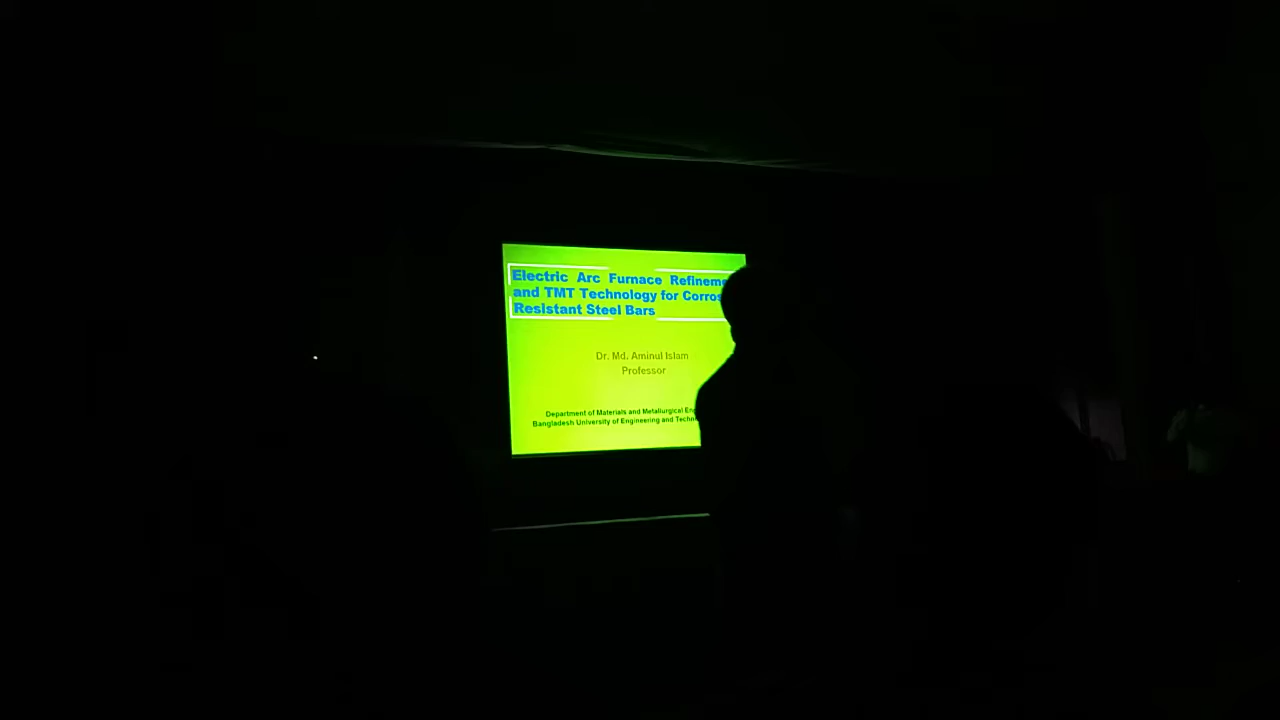 Electric Arc Furnace Refineme
and TMT Technology for Corros
Resistant Steel Bars
Dr. Md. Aminul Islam
Professor
Department of Materials and Metallurgical Eng
Bangladesh University of Engineering and Techn